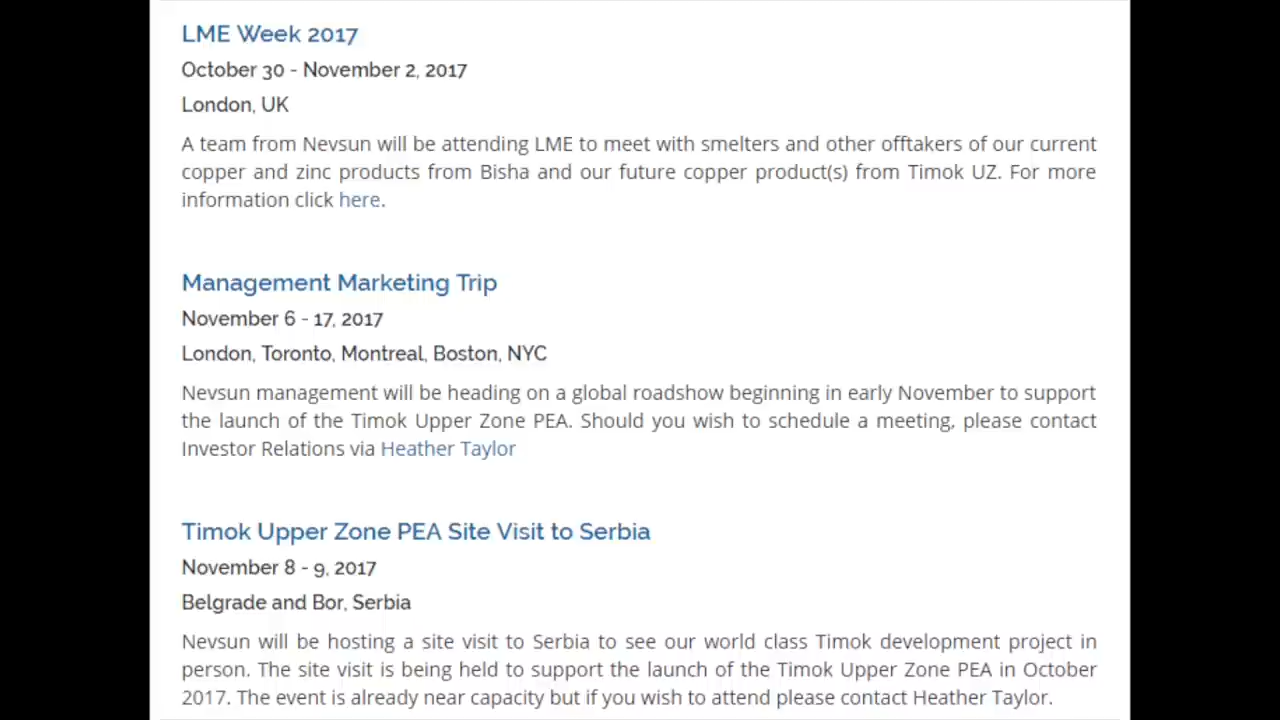 LME Week 2017
October 30 - November 2, 2017
London, UK
A team from Nevsun will be attending LME to meet with smelters and other offtakers of our current
copper and zinc products from Bisha and our future copper product(s) from Timok UZ. For more
information click here.
Management Marketing Trip
November 6 - 17, 2017
London, Toronto, Montreal, Boston, NYC
Nevsun management will be heading on a global roadshow beginning in early November to support
the launch of the Timok Upper Zone PEA. Should you wish to schedule a meeting, please contact
Investor Relations via Heather Taylor
Timok Upper Zone PEA Site Visit to Serbia
November 8 - 9, 2017
Belgrade and Bor, Serbia
Nevsun will be hosting a site visit to Serbia to see our world class Timok development project in
person. The site visit is being held to support the launch of the Timok Upper Zone PEA in October
2017. The event is already near capacity but if you wish to attend please contact Heather Taylor.